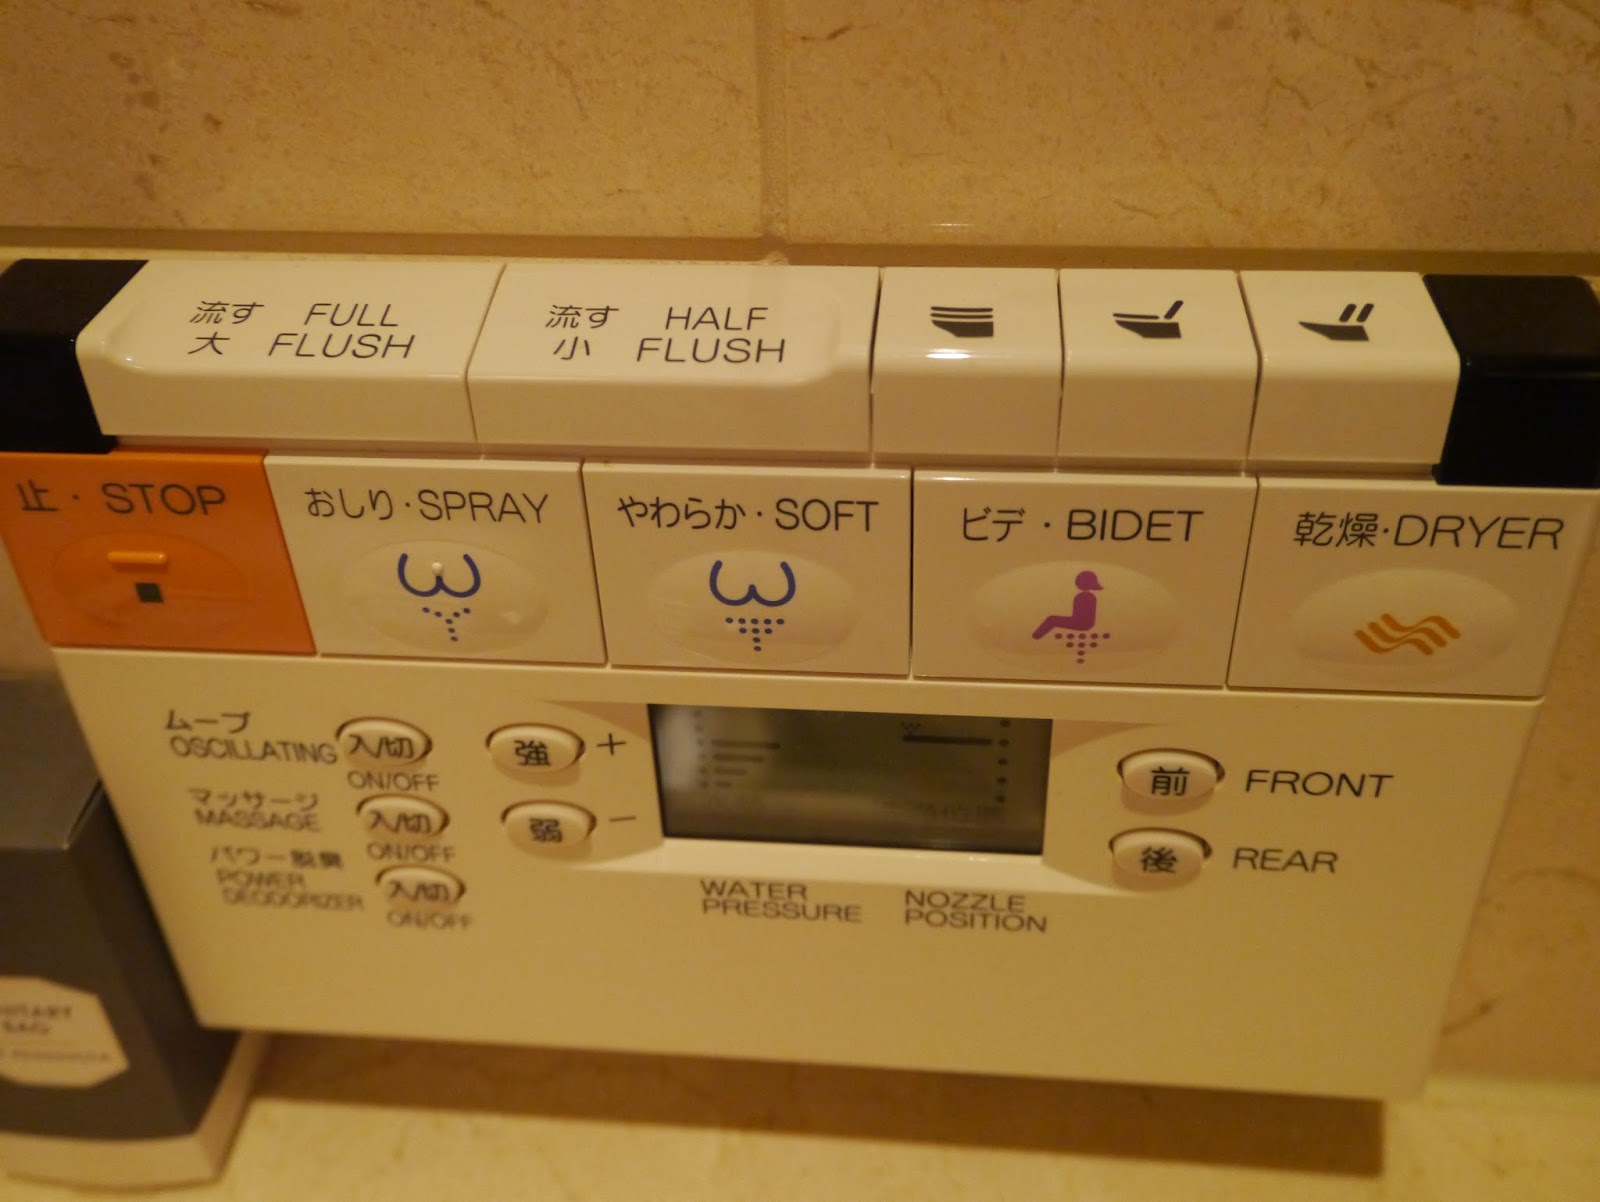 流す FULL
大 FLUSH
流す HALF
小 FLUSH
止・STOP
おしり・SPRAY
やわらか・SOFT
ビデ・BIDET
乾燥・DRYER
ムーブ
OSCILLATING
入/切
ON/OFF
マッサージ
MASSAGE
入/切
ON/OFF
パワー脱臭
POWER
DEODORIZER
入/切
ON/OFF
強 +
弱 −
WATER
PRESSURE
NOZZLE
POSITION
前 FRONT
後 REAR
BAG